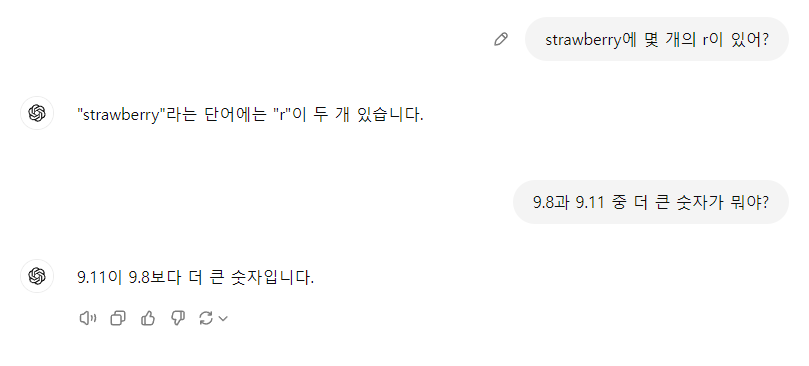 strawberry에 몇 개의 r이 있어?
"strawberry"라는 단어에는 "r"이 두 개 있습니다.
9.8과 9.11 중 더 큰 숫자가 뭐야?
9.11이 9.8보다 더 큰 숫자입니다.